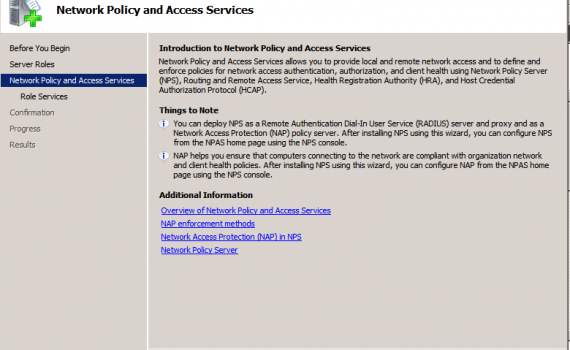 Network Policy and Access Services
Before You Begin
Server Roles
Network Policy and Access Services
Role Services
Confirmation
Progress
Results
Introduction to Network Policy and Access Services
Network Policy and Access Services allows you to provide local and remote network access and to define and
enforce policies for network access authentication, authorization, and client health using Network Policy Server
(NPS), Routing and Remote Access Service, Health Registration Authority (HRA), and Host Credential
Authorization Protocol (HCAP).
Things to Note
You can deploy NPS as a Remote Authentication Dial-In User Service (RADIUS) server and proxy and as a
Network Access Protection (NAP) policy server. After installing NPS using this wizard, you can configure NPS
from the NPAS home page using the NPS console.
NAP helps you ensure that computers connecting to the network are compliant with organization network
and client health policies. After installing NPS using this wizard, you can configure NAP from the NPAS home
page using the NPS console.
Additional Information
Overview of Network Policy and Access Services
NAP enforcement methods
Network Access Protection (NAP) in NPS
Network Policy Server